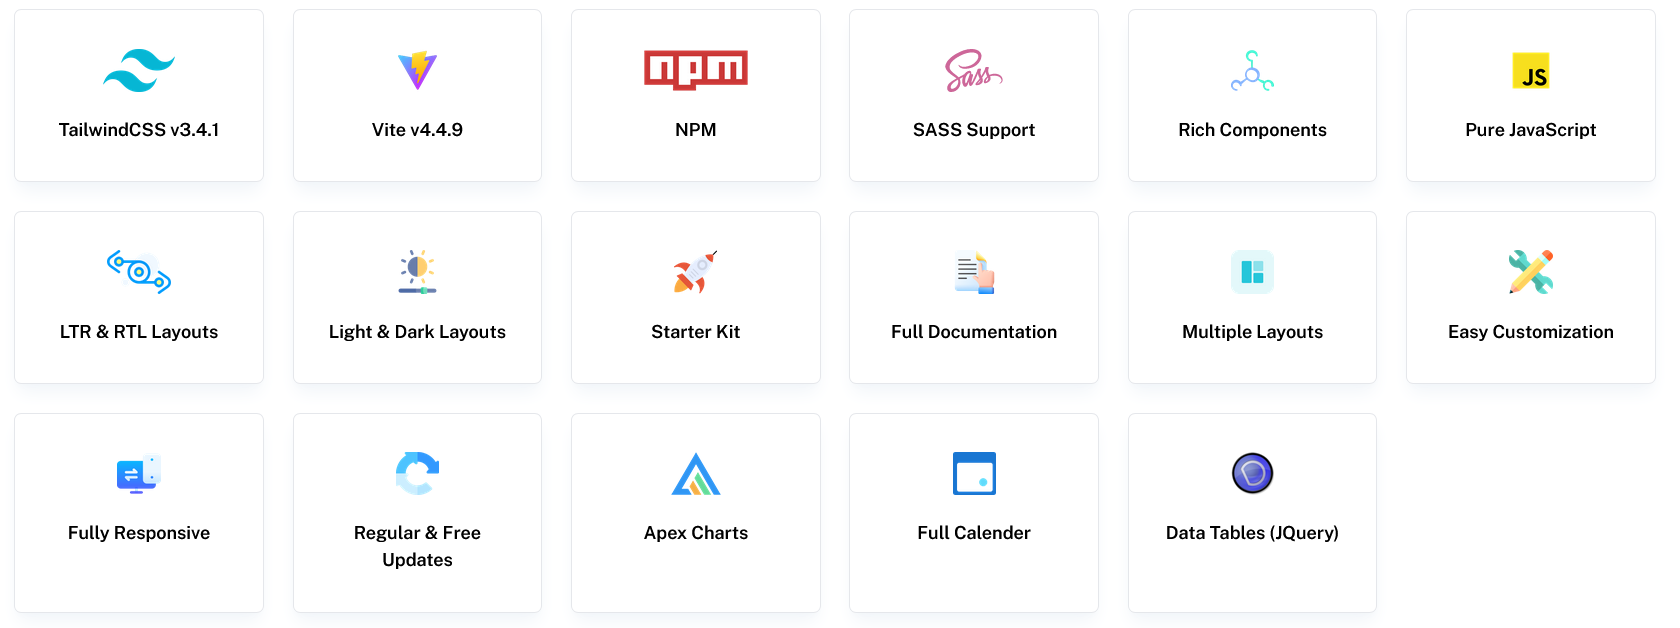 npm
Sass
JS
TailwindCSS v3.4.1
Vite v4.4.9
NPM
SASS Support
Rich Components
Pure JavaScript
LTR & RTL Layouts
Light & Dark Layouts
Starter Kit
Full Documentation
Multiple Layouts
Easy Customization
Fully Responsive
Regular & Free
Updates
Apex Charts
Full Calender
Data Tables (JQuery)